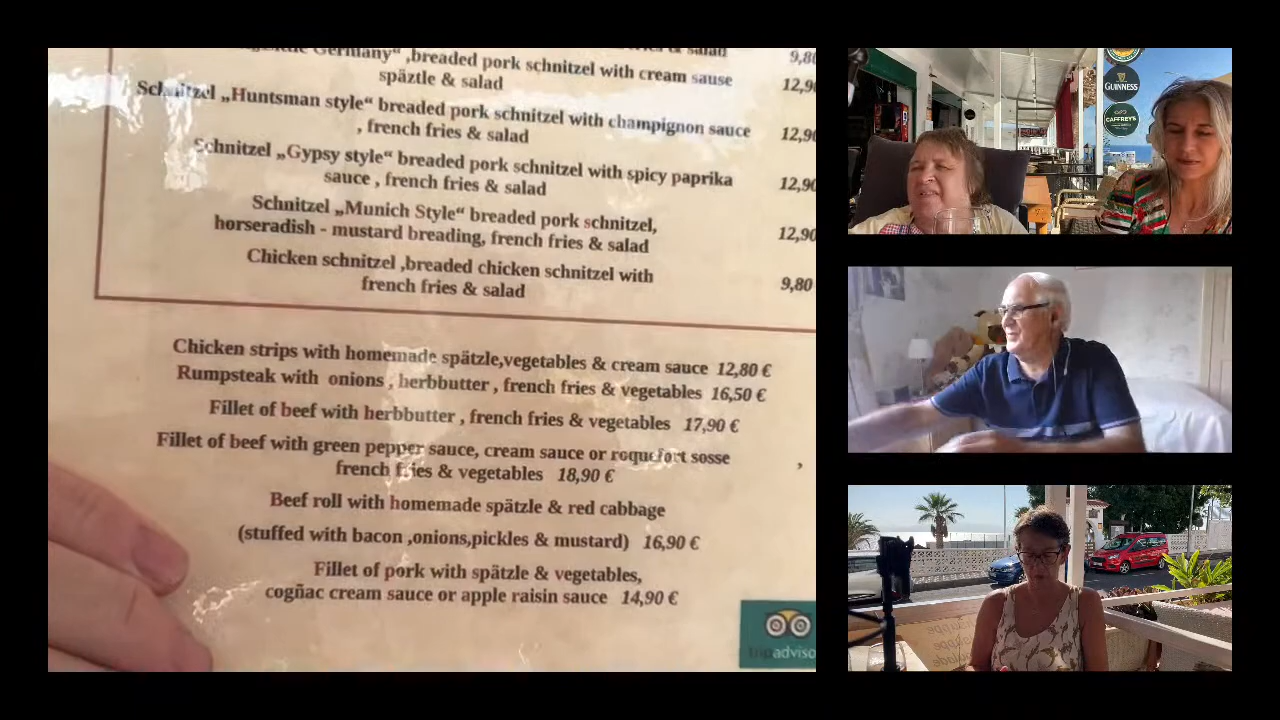 Germany“ ,breaded pork schnitzel with cream sause
späztle & salad
12,90
Schnitzel „Huntsman style“ breaded pork schnitzel with champignon sauce
, french fries & salad
12,90
Schnitzel „Gypsy style“ breaded pork schnitzel with spicy paprika
sauce , french fries & salad
12,90
Schnitzel „Munich Style“ breaded pork schnitzel,
horseradish - mustard breading, french fries & salad
12,90
Chicken schnitzel ,breaded chicken schnitzel with
french fries & salad
9,80
Chicken strips with homemade spätzle,vegetables & cream sauce 12,80 €
Rumpsteak with onions , herbbutter , french fries & vegetables 16,50 €
Fillet of beef with herbbutter , french fries & vegetables 17,90 €
Fillet of beef with green pepper sauce, cream sauce or roquefort sosse ,
french fries & vegetables 18,90 €
Beef roll with homemade spätzle & red cabbage
(stuffed with bacon ,onions,pickles & mustard) 16,90 €
Fillet of pork with spätzle & vegetables,
cogñac cream sauce or apple raisin sauce 14,90 €
tripadviso
GUINNESS
CAFFREY'S